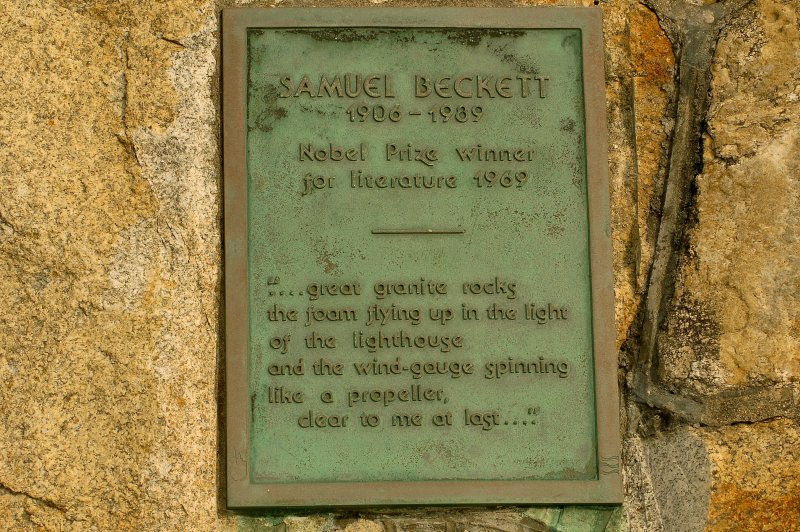 SAMUEL BECKETT
1906 – 1989
Nobel Prize winner
for literature 1969
"....great granite rocks
the foam flying up in the light
of the lighthouse
and the wind-gauge spinning
like a propeller,
clear to me at last...."